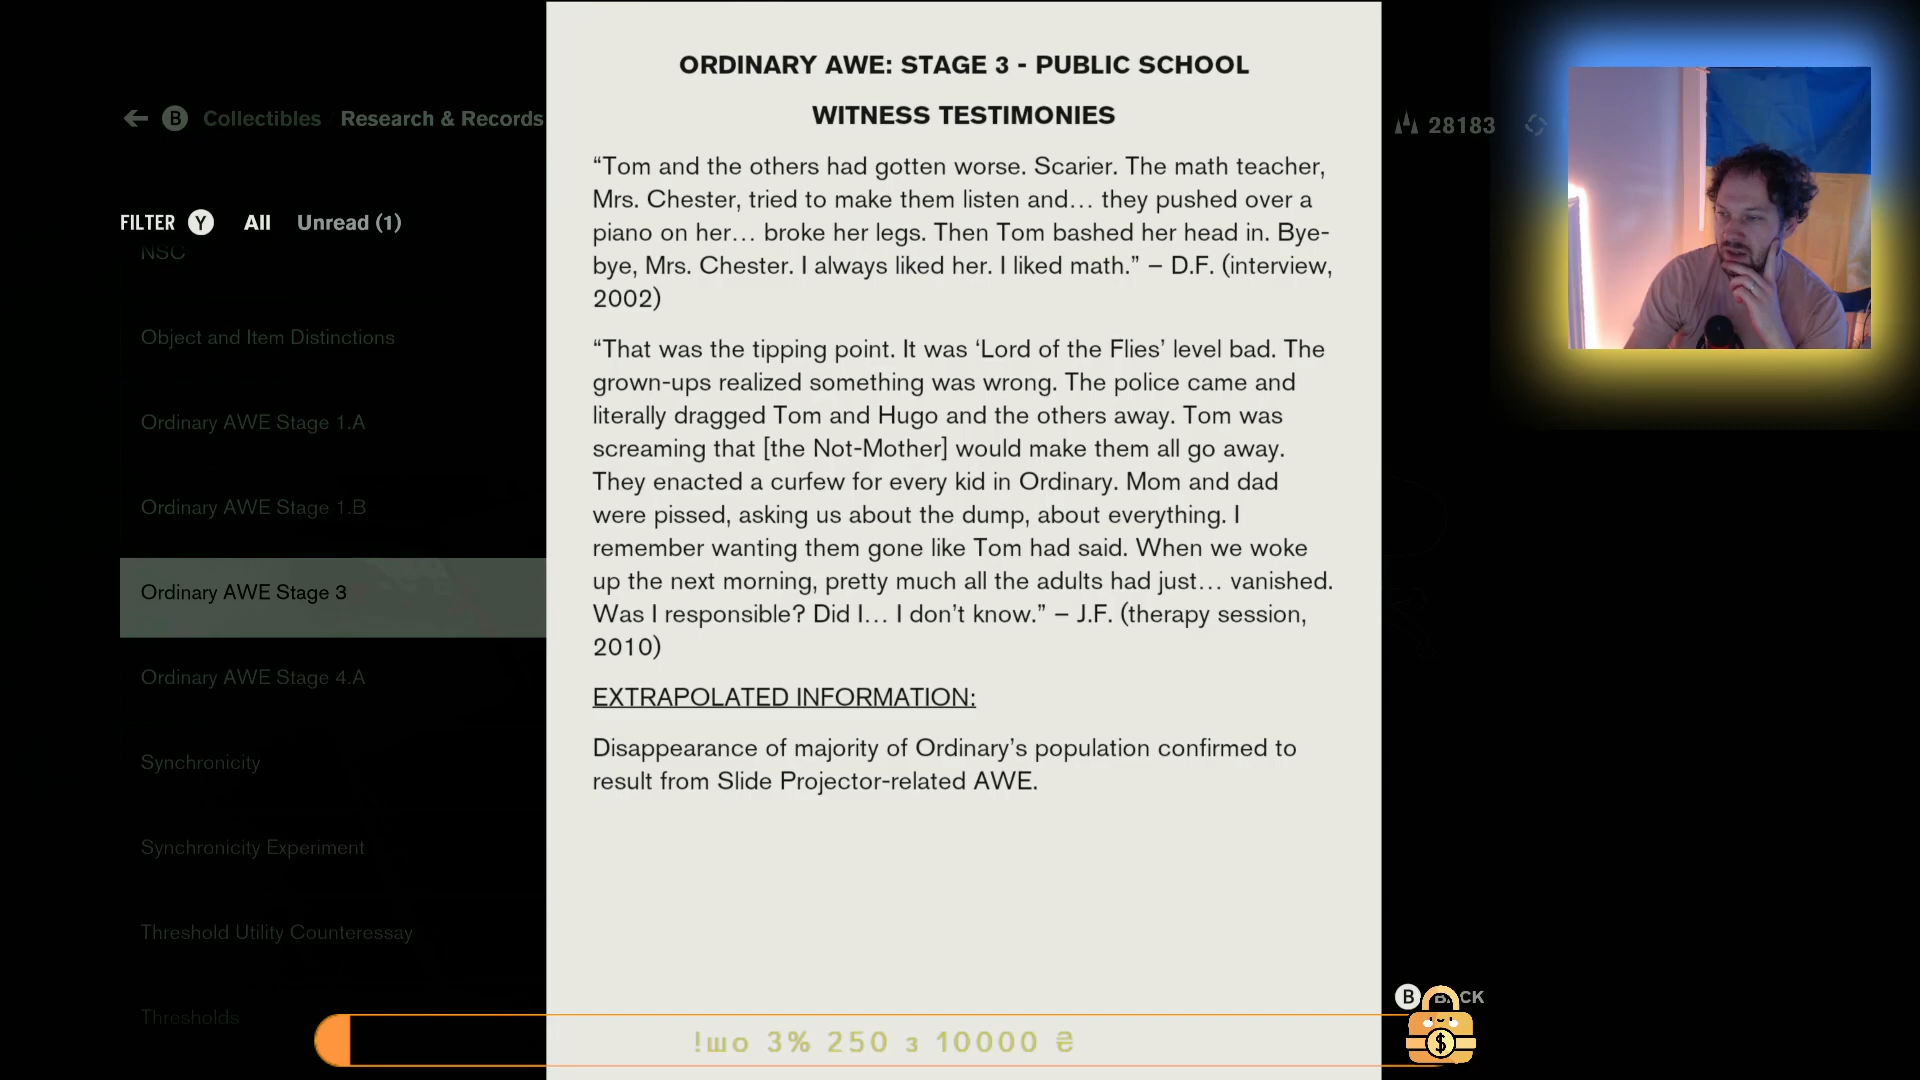 ORDINARY AWE: STAGE 3 - PUBLIC SCHOOL
WITNESS TESTIMONIES
“Tom and the others had gotten worse. Scarier. The math teacher,
Mrs. Chester, tried to make them listen and… they pushed over a
piano on her… broke her legs. Then Tom bashed her head in. Bye-
bye, Mrs. Chester. I always liked her. I liked math.” – D.F. (interview,
2002)
“That was the tipping point. It was ‘Lord of the Flies’ level bad. The
grown-ups realized something was wrong. The police came and
literally dragged Tom and Hugo and the others away. Tom was
screaming that [the Not-Mother] would make them all go away.
They enacted a curfew for every kid in Ordinary. Mom and dad
were pissed, asking us about the dump, about everything. I
remember wanting them gone like Tom had said. When we woke
up the next morning, pretty much all the adults had just… vanished.
Was I responsible? Did I… I don’t know.” – J.F. (therapy session,
2010)
EXTRAPOLATED INFORMATION:
Disappearance of majority of Ordinary’s population confirmed to
result from Slide Projector-related AWE.
B Collectibles Research & Records
28183
FILTER Y All Unread (1)
NSC
Object and Item Distinctions
Ordinary AWE Stage 1.A
Ordinary AWE Stage 1.B
Ordinary AWE Stage 3
Ordinary AWE Stage 4.A
Synchronicity
Synchronicity Experiment
Threshold Utility Counteressay
Thresholds
B BACK
!шо 3% 250 з 10000 ₴
$